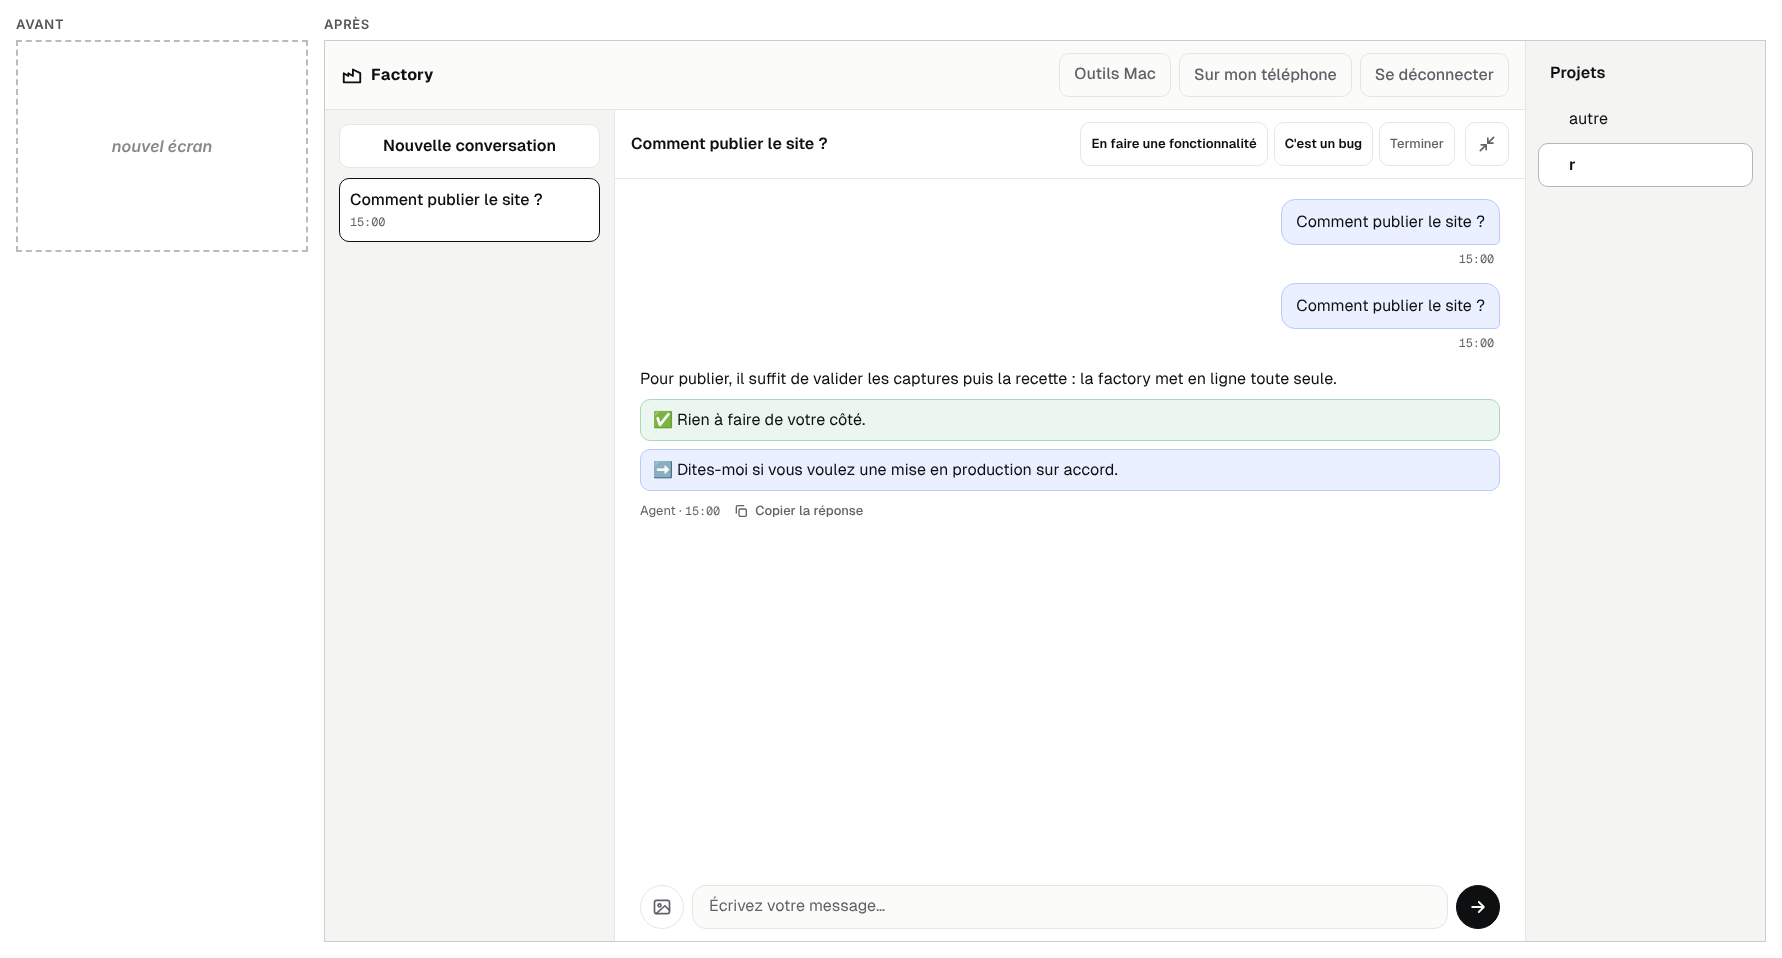 AVANT
APRÈS
nouvel écran
Factory
Outils Mac
Sur mon téléphone
Se déconnecter
Projets
autre
r
Nouvelle conversation
Comment publier le site ?
15:00
Comment publier le site ?
En faire une fonctionnalité
C'est un bug
Terminer
Comment publier le site ?
15:00
Comment publier le site ?
15:00
Pour publier, il suffit de valider les captures puis la recette : la factory met en ligne toute seule.
✅ Rien à faire de votre côté.
➡️ Dites-moi si vous voulez une mise en production sur accord.
Agent · 15:00
Copier la réponse
Écrivez votre message...